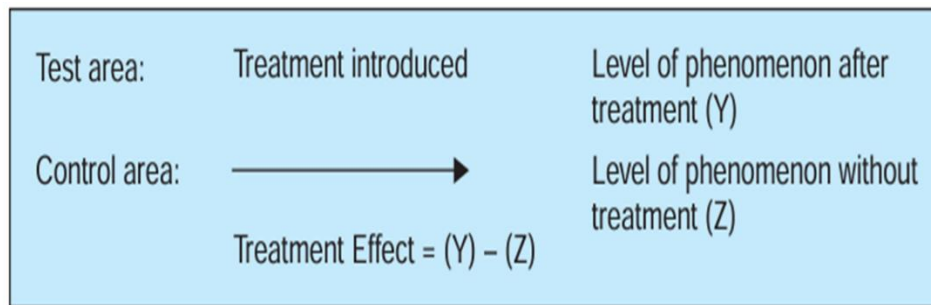 Test area: Treatment introduced Level of phenomenon after
treatment (Y)
Control area: Level of phenomenon without
treatment (Z)
Treatment Effect = (Y) – (Z)